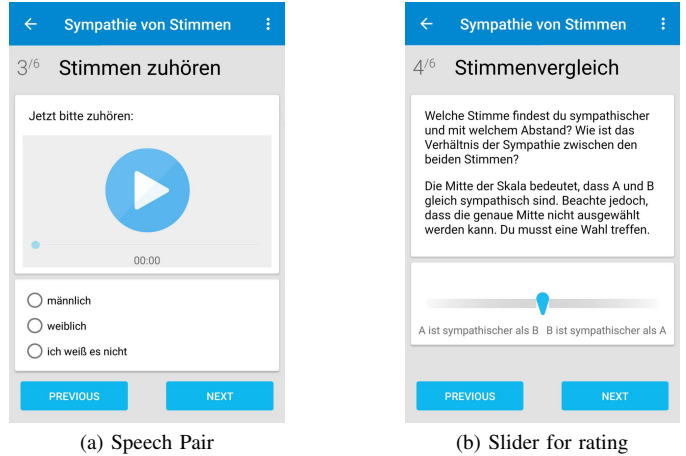 Sympathie von Stimmen
3/6 Stimmen zuhören
Jetzt bitte zuhören:
00:00
männlich
weiblich
ich weiß es nicht
PREVIOUS NEXT
(a) Speech Pair
Sympathie von Stimmen
4/6 Stimmenvergleich
Welche Stimme findest du sympathischer
und mit welchem Abstand? Wie ist das
Verhältnis der Sympathie zwischen den
beiden Stimmen?
Die Mitte der Skala bedeutet, dass A und B
gleich sympathisch sind. Beachte jedoch,
dass die genaue Mitte nicht ausgewählt
werden kann. Du musst eine Wahl treffen.
A ist sympathischer als B B ist sympathischer als A
PREVIOUS NEXT
(b) Slider for rating